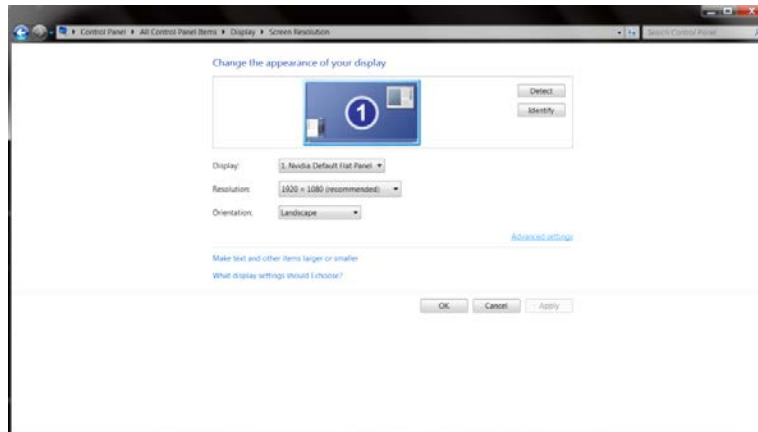 Control Panel ▸ All Control Panel Items ▸ Display ▸ Screen Resolution
Search Control Panel
Change the appearance of your display
1
Detect
Identify
Display: 1. Nvidia Default Flat Panel
Resolution: 1920 × 1080 (recommended)
Orientation: Landscape
Advanced settings
Make text and other items larger or smaller
What display settings should I choose?
OK Cancel Apply